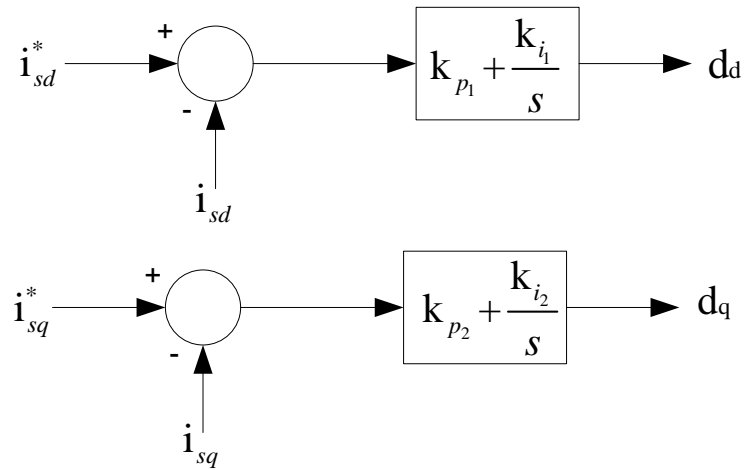 +
i*sd kp1 + ki1/s dd
-
isd
+
i*sq kp2 + ki2/s dq
-
isq